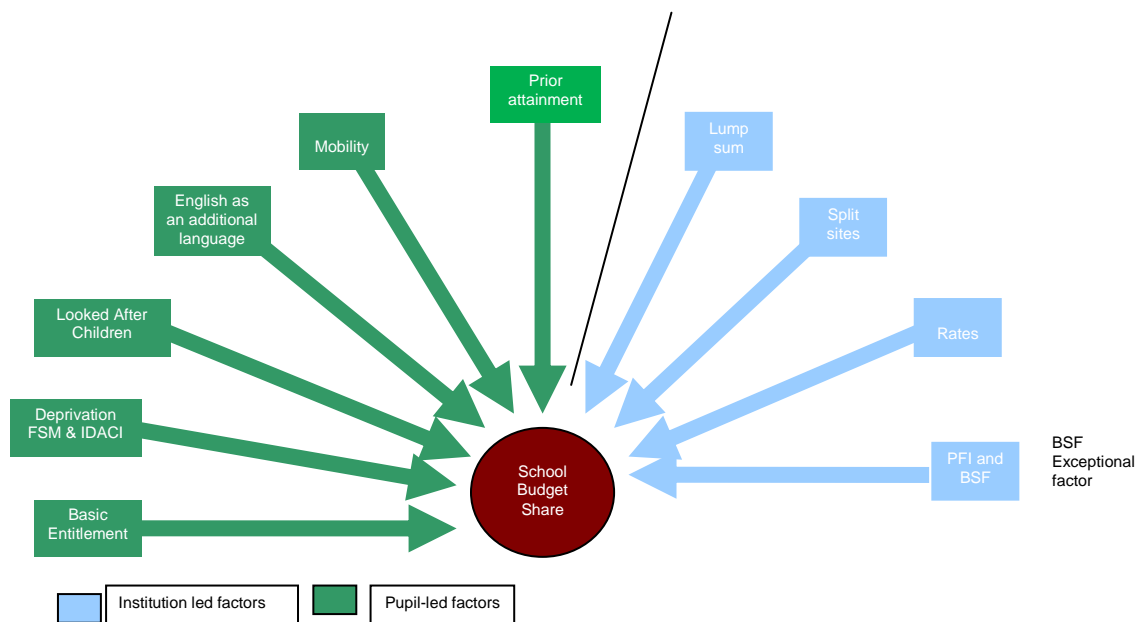 Prior
attainment
Lump
sum
Mobility
Split
sites
English as
an additional
language
Looked After
Children
Rates
Deprivation
FSM & IDACI
School
Budget
Share
PFI and
BSF
BSF
Exceptional
factor
Basic
Entitlement
Institution led factors
Pupil-led factors